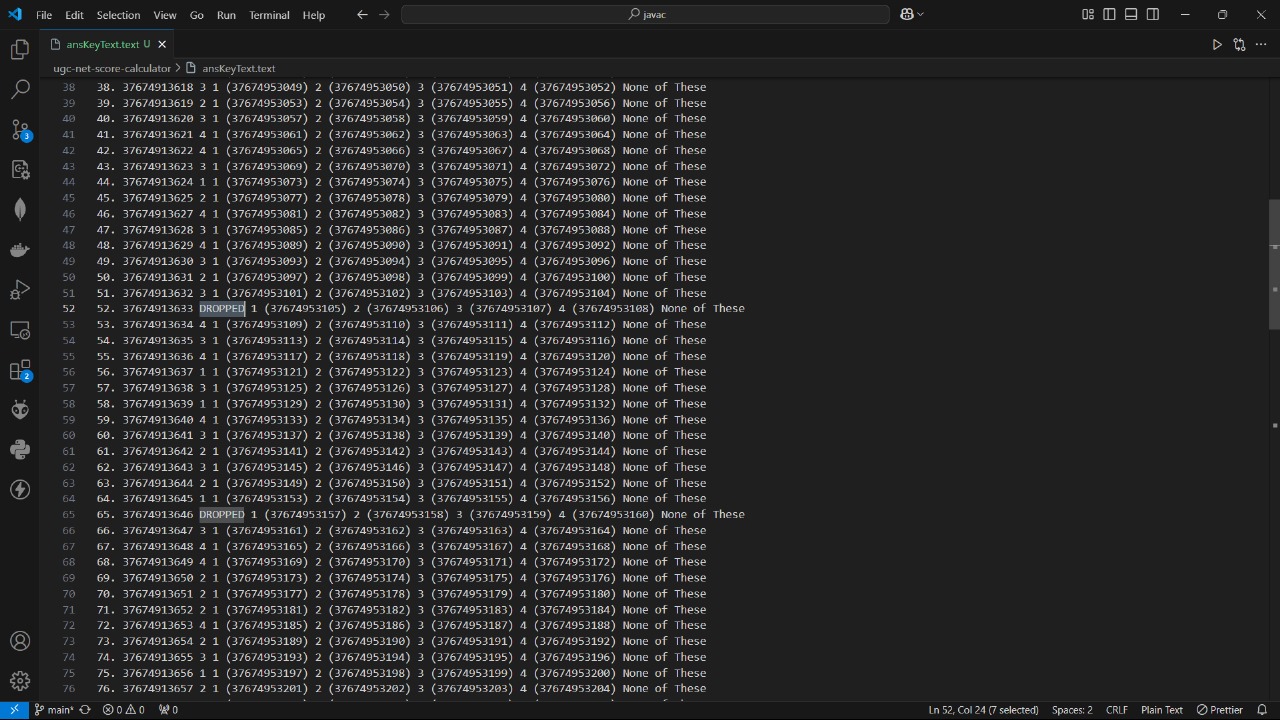 File Edit Selection View Go Run Terminal Help
javac
ansKeyText.text U
ugc-net-score-calculator > ansKeyText.text
38 38. 37674913618 3 1 (37674953049) 2 (37674953050) 3 (37674953051) 4 (37674953052) None of These
39 39. 37674913619 2 1 (37674953053) 2 (37674953054) 3 (37674953055) 4 (37674953056) None of These
40 40. 37674913620 3 1 (37674953057) 2 (37674953058) 3 (37674953059) 4 (37674953060) None of These
41 41. 37674913621 4 1 (37674953061) 2 (37674953062) 3 (37674953063) 4 (37674953064) None of These
42 42. 37674913622 4 1 (37674953065) 2 (37674953066) 3 (37674953067) 4 (37674953068) None of These
43 43. 37674913623 3 1 (37674953069) 2 (37674953070) 3 (37674953071) 4 (37674953072) None of These
44 44. 37674913624 1 1 (37674953073) 2 (37674953074) 3 (37674953075) 4 (37674953076) None of These
45 45. 37674913625 2 1 (37674953077) 2 (37674953078) 3 (37674953079) 4 (37674953080) None of These
46 46. 37674913627 4 1 (37674953081) 2 (37674953082) 3 (37674953083) 4 (37674953084) None of These
47 47. 37674913628 3 1 (37674953085) 2 (37674953086) 3 (37674953087) 4 (37674953088) None of These
48 48. 37674913629 4 1 (37674953089) 2 (37674953090) 3 (37674953091) 4 (37674953092) None of These
49 49. 37674913630 3 1 (37674953093) 2 (37674953094) 3 (37674953095) 4 (37674953096) None of These
50 50. 37674913631 2 1 (37674953097) 2 (37674953098) 3 (37674953099) 4 (37674953100) None of These
51 51. 37674913632 3 1 (37674953101) 2 (37674953102) 3 (37674953103) 4 (37674953104) None of These
52 52. 37674913633 DROPPED 1 (37674953105) 2 (37674953106) 3 (37674953107) 4 (37674953108) None of These
53 53. 37674913634 4 1 (37674953109) 2 (37674953110) 3 (37674953111) 4 (37674953112) None of These
54 54. 37674913635 3 1 (37674953113) 2 (37674953114) 3 (37674953115) 4 (37674953116) None of These
55 55. 37674913636 4 1 (37674953117) 2 (37674953118) 3 (37674953119) 4 (37674953120) None of These
56 56. 37674913637 1 1 (37674953121) 2 (37674953122) 3 (37674953123) 4 (37674953124) None of These
57 57. 37674913638 3 1 (37674953125) 2 (37674953126) 3 (37674953127) 4 (37674953128) None of These
58 58. 37674913639 1 1 (37674953129) 2 (37674953130) 3 (37674953131) 4 (37674953132) None of These
59 59. 37674913640 4 1 (37674953133) 2 (37674953134) 3 (37674953135) 4 (37674953136) None of These
60 60. 37674913641 3 1 (37674953137) 2 (37674953138) 3 (37674953139) 4 (37674953140) None of These
61 61. 37674913642 2 1 (37674953141) 2 (37674953142) 3 (37674953143) 4 (37674953144) None of These
62 62. 37674913643 3 1 (37674953145) 2 (37674953146) 3 (37674953147) 4 (37674953148) None of These
63 63. 37674913644 2 1 (37674953149) 2 (37674953150) 3 (37674953151) 4 (37674953152) None of These
64 64. 37674913645 1 1 (37674953153) 2 (37674953154) 3 (37674953155) 4 (37674953156) None of These
65 65. 37674913646 DROPPED 1 (37674953157) 2 (37674953158) 3 (37674953159) 4 (37674953160) None of These
66 66. 37674913647 3 1 (37674953161) 2 (37674953162) 3 (37674953163) 4 (37674953164) None of These
67 67. 37674913648 4 1 (37674953165) 2 (37674953166) 3 (37674953167) 4 (37674953168) None of These
68 68. 37674913649 4 1 (37674953169) 2 (37674953170) 3 (37674953171) 4 (37674953172) None of These
69 69. 37674913650 2 1 (37674953173) 2 (37674953174) 3 (37674953175) 4 (37674953176) None of These
70 70. 37674913651 2 1 (37674953177) 2 (37674953178) 3 (37674953179) 4 (37674953180) None of These
71 71. 37674913652 2 1 (37674953181) 2 (37674953182) 3 (37674953183) 4 (37674953184) None of These
72 72. 37674913653 4 1 (37674953185) 2 (37674953186) 3 (37674953187) 4 (37674953188) None of These
73 73. 37674913654 2 1 (37674953189) 2 (37674953190) 3 (37674953191) 4 (37674953192) None of These
74 74. 37674913655 3 1 (37674953193) 2 (37674953194) 3 (37674953195) 4 (37674953196) None of These
75 75. 37674913656 1 1 (37674953197) 2 (37674953198) 3 (37674953199) 4 (37674953200) None of These
76 76. 37674913657 2 1 (37674953201) 2 (37674953202) 3 (37674953203) 4 (37674953204) None of These
3
2
main* 0 0 0 Ln 52, Col 24 (7 selected) Spaces: 2 CRLF Plain Text Prettier